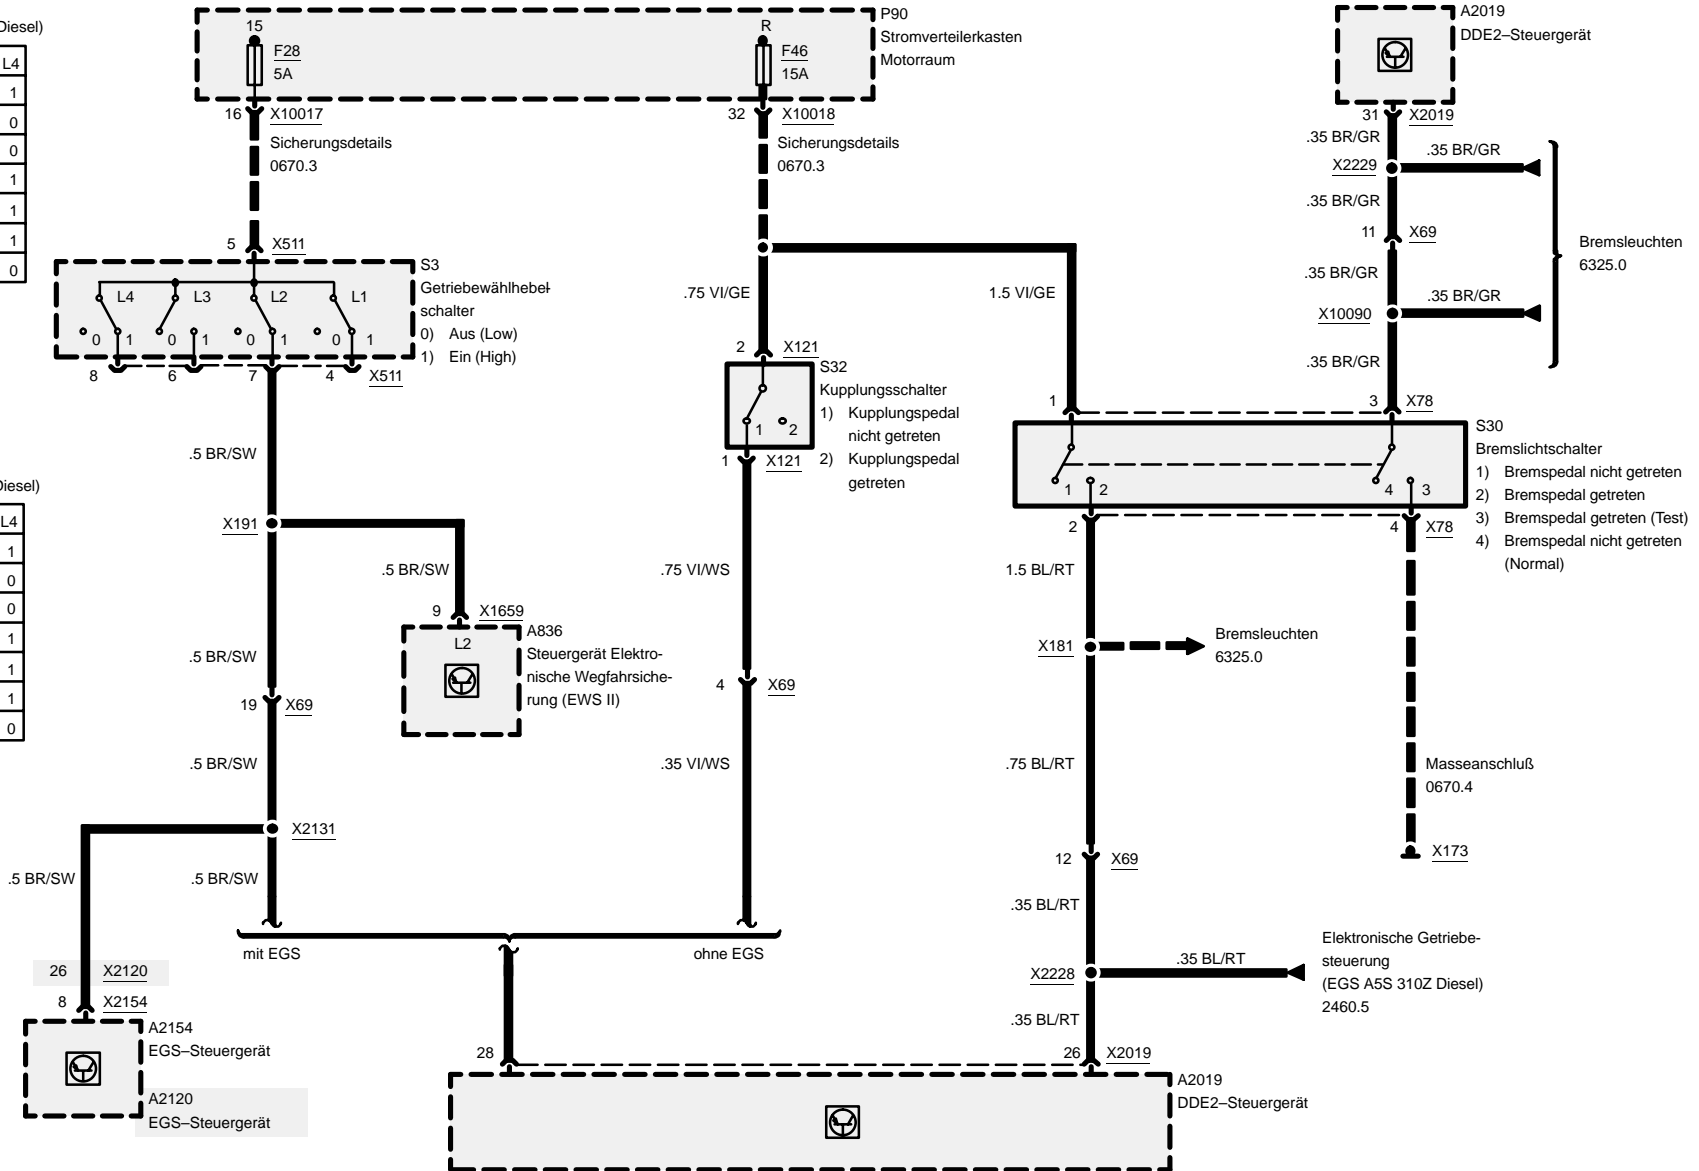 Diesel)
L4
1
0
0
1
1
1
0
Diesel)
L4
1
0
0
1
1
1
0
15
F28
5A
R
F46
15A
P90
Stromverteilerkasten
Motorraum
16
X10017
Sicherungsdetails
0670.3
32
X10018
Sicherungsdetails
0670.3
A2019
DDE2–Steuergerät
31
X2019
.35 BR/GR
X2229
.35 BR/GR
.35 BR/GR
11
X69
.35 BR/GR
X10090
.35 BR/GR
.35 BR/GR
Bremsleuchten
6325.0
5
X511
S3
Getriebewählhebel-
schalter
0) Aus (Low)
1) Ein (High)
L4
L3
L2
L1
0
1
0
1
0
1
0
1
8
6
7
4
X511
.75 VI/GE
1.5 VI/GE
2
X121
S32
Kupplungsschalter
1) Kupplungspedal
nicht getreten
2) Kupplungspedal
getreten
1
2
1
X121
1
3
X78
S30
Bremslichtschalter
1) Bremspedal nicht getreten
2) Bremspedal getreten
3) Bremspedal getreten (Test)
4) Bremspedal nicht getreten
(Normal)
1
2
4
3
2
4
X78
.5 BR/SW
X191
.5 BR/SW
9
X1659
L2
A836
Steuergerät Elektro-
nische Wegfahrsiche-
rung (EWS II)
.5 BR/SW
19
X69
.5 BR/SW
X2131
.5 BR/SW
.5 BR/SW
.75 VI/WS
4
X69
.35 VI/WS
1.5 BL/RT
X181
Bremsleuchten
6325.0
.75 BL/RT
Masseanschluß
0670.4
X173
12
X69
.35 BL/RT
X2228
.35 BL/RT
Elektronische Getriebe-
steuerung
(EGS A5S 310Z Diesel)
2460.5
.35 BL/RT
mit EGS
ohne EGS
26
X2120
8
X2154
A2154
EGS–Steuergerät
A2120
EGS–Steuergerät
28
26
X2019
A2019
DDE2–Steuergerät